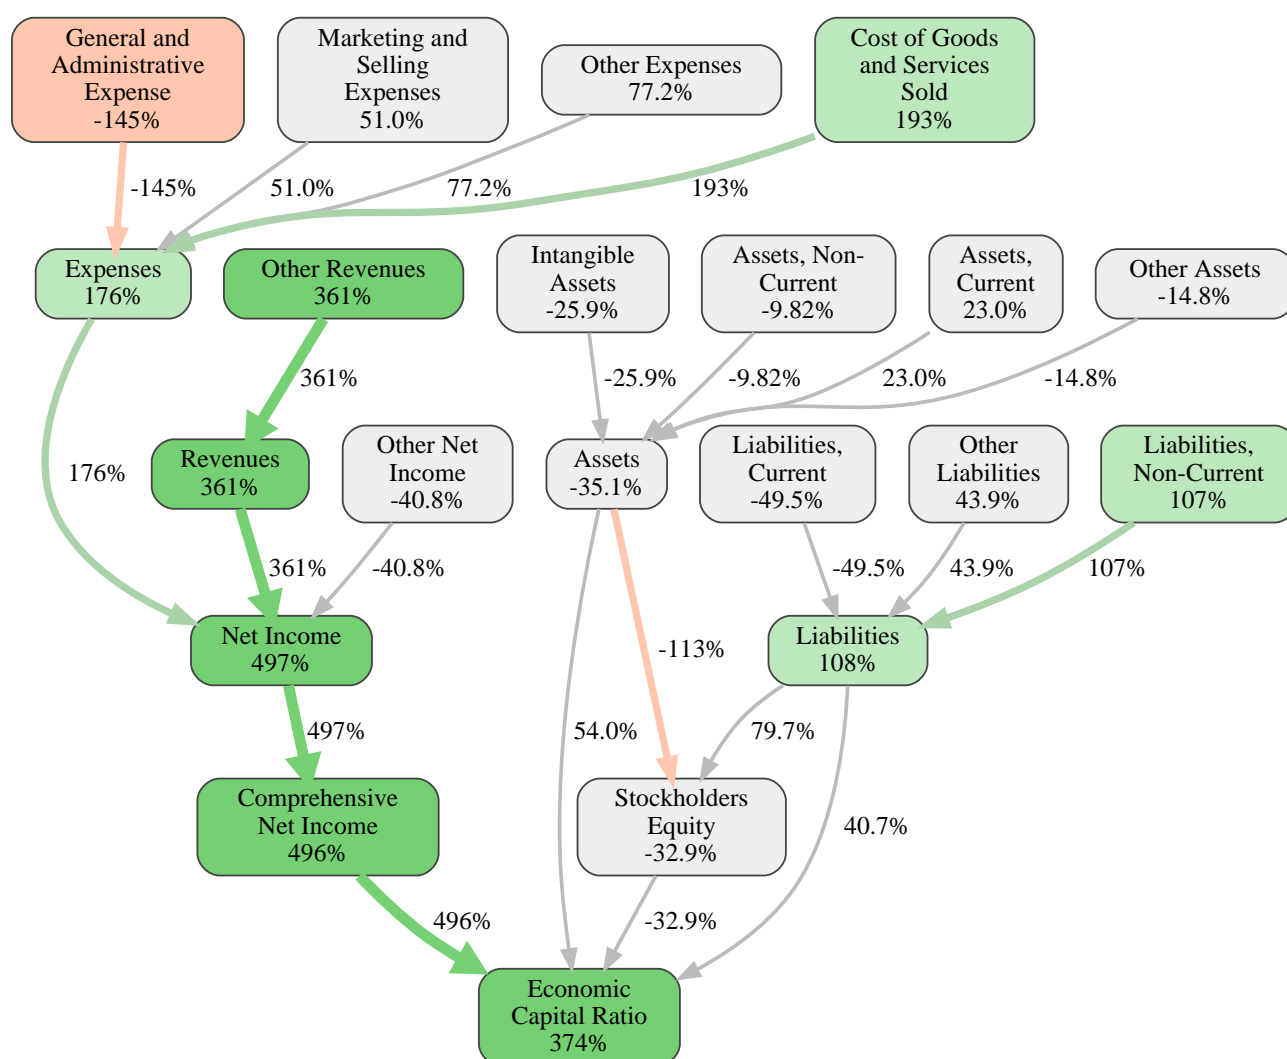 General and
Administrative
Expense
-145%
Marketing and
Selling
Expenses
51.0%
Other Expenses
77.2%
Cost of Goods
and Services
Sold
193%
-145%
51.0%
77.2%
193%
Expenses
176%
Other Revenues
361%
Intangible
Assets
-25.9%
Assets, Non-
Current
-9.82%
Assets,
Current
23.0%
Other Assets
-14.8%
361%
-25.9%
-9.82%
23.0%
-14.8%
176%
Revenues
361%
Other Net
Income
-40.8%
Assets
-35.1%
Liabilities,
Current
-49.5%
Other
Liabilities
43.9%
Liabilities,
Non-Current
107%
361%
-40.8%
-49.5%
43.9%
107%
Net Income
497%
-113%
Liabilities
108%
497%
54.0%
79.7%
Comprehensive
Net Income
496%
Stockholders
Equity
-32.9%
40.7%
496%
-32.9%
Economic
Capital Ratio
374%